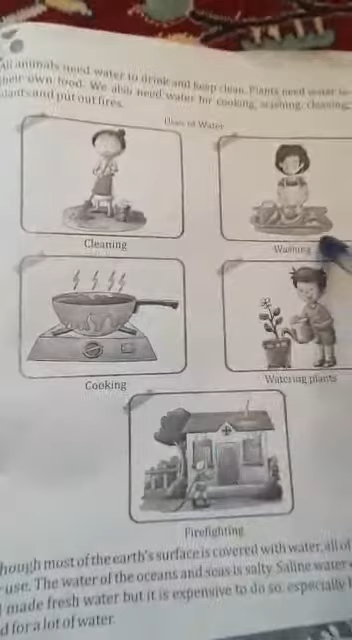 All animals need water to drink and keep clean. Plants need water to
their own food. We also need water for cooking, washing, cleaning,
plants and put out fires.
Uses of Water
Cleaning
Washing
Cooking
Watering plants
Firefighting
hough most of the earth's surface is covered with water, all of
use. The water of the oceans and seas is salty. Saline water
made fresh water but it is expensive to do so, especially
d for a lot of water.